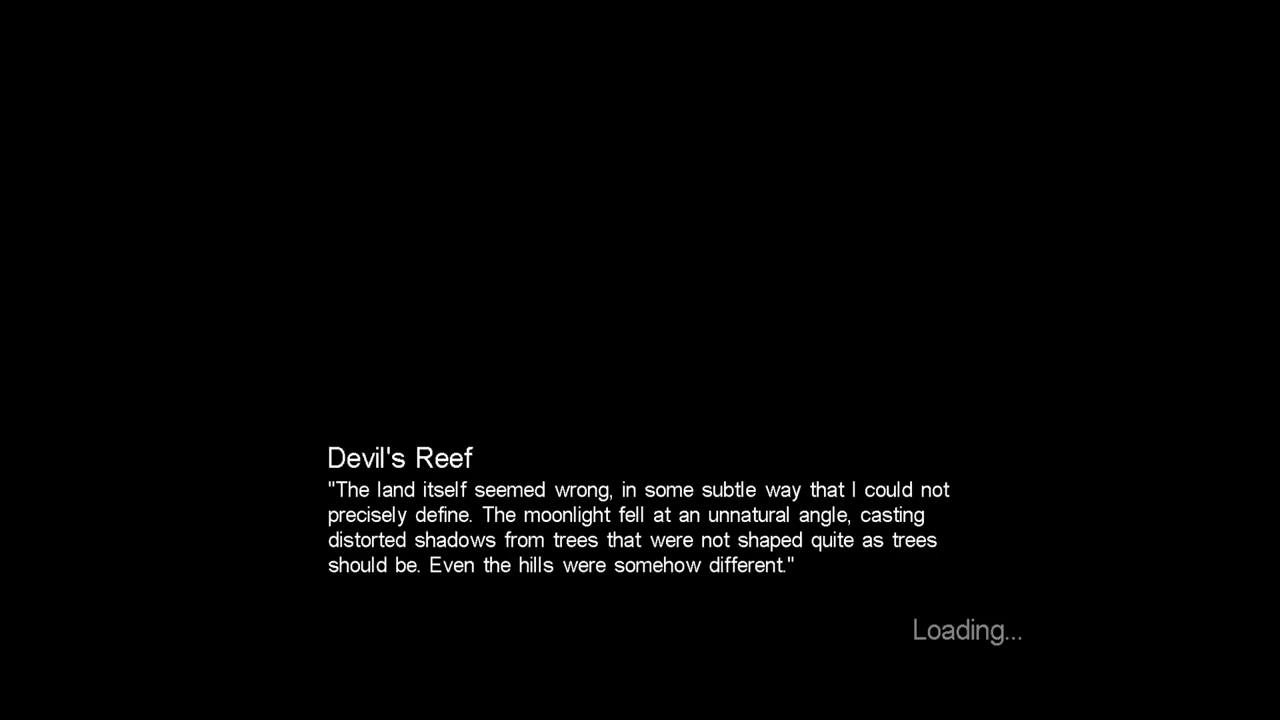 Devil's Reef
"The land itself seemed wrong, in some subtle way that I could not
precisely define. The moonlight fell at an unnatural angle, casting
distorted shadows from trees that were not shaped quite as trees
should be. Even the hills were somehow different."
Loading...